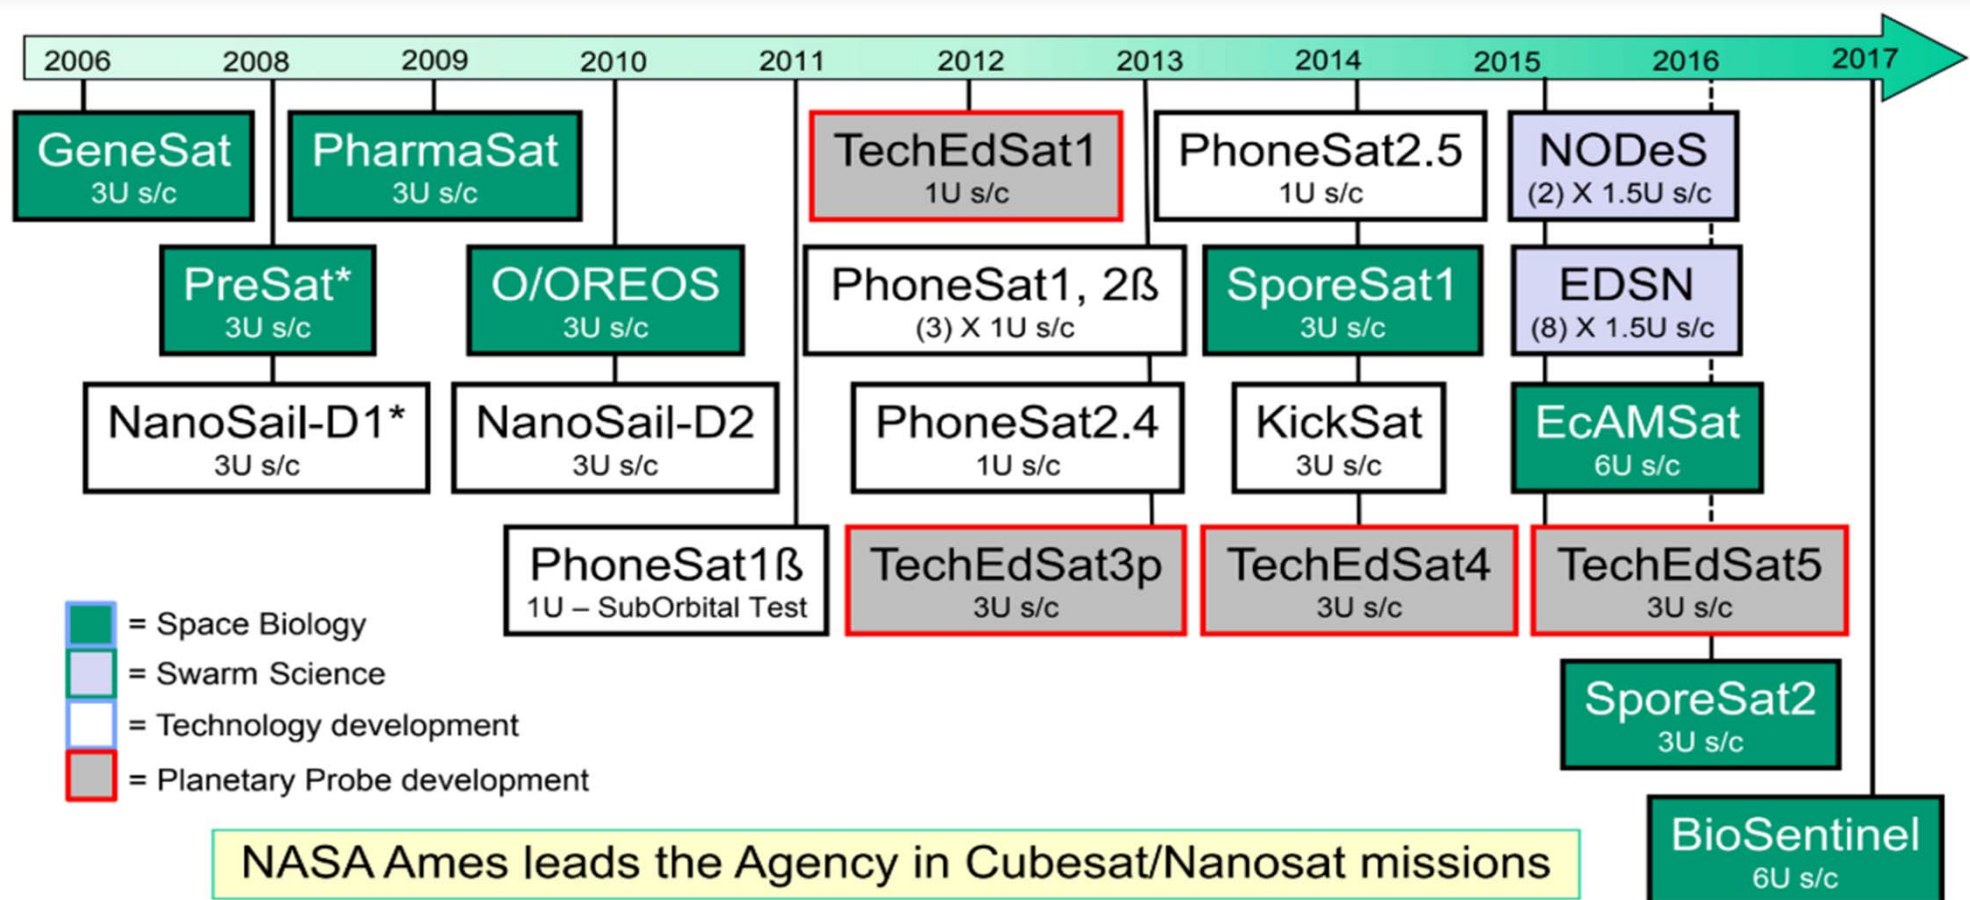 2006 2008 2009 2010 2011 2012 2013 2014 2015 2016 2017
GeneSat
3U s/c
PharmaSat
3U s/c
TechEdSat1
1U s/c
PhoneSat2.5
1U s/c
NODeS
(2) X 1.5U s/c
PreSat*
3U s/c
O/OREOS
3U s/c
PhoneSat1, 2ß
(3) X 1U s/c
SporeSat1
3U s/c
EDSN
(8) X 1.5U s/c
NanoSail-D1*
3U s/c
NanoSail-D2
3U s/c
PhoneSat2.4
1U s/c
KickSat
3U s/c
EcAMSat
6U s/c
PhoneSat1ß
1U – SubOrbital Test
TechEdSat3p
3U s/c
TechEdSat4
3U s/c
TechEdSat5
3U s/c
= Space Biology
= Swarm Science
= Technology development
= Planetary Probe development
SporeSat2
3U s/c
BioSentinel
6U s/c
NASA Ames leads the Agency in Cubesat/Nanosat missions